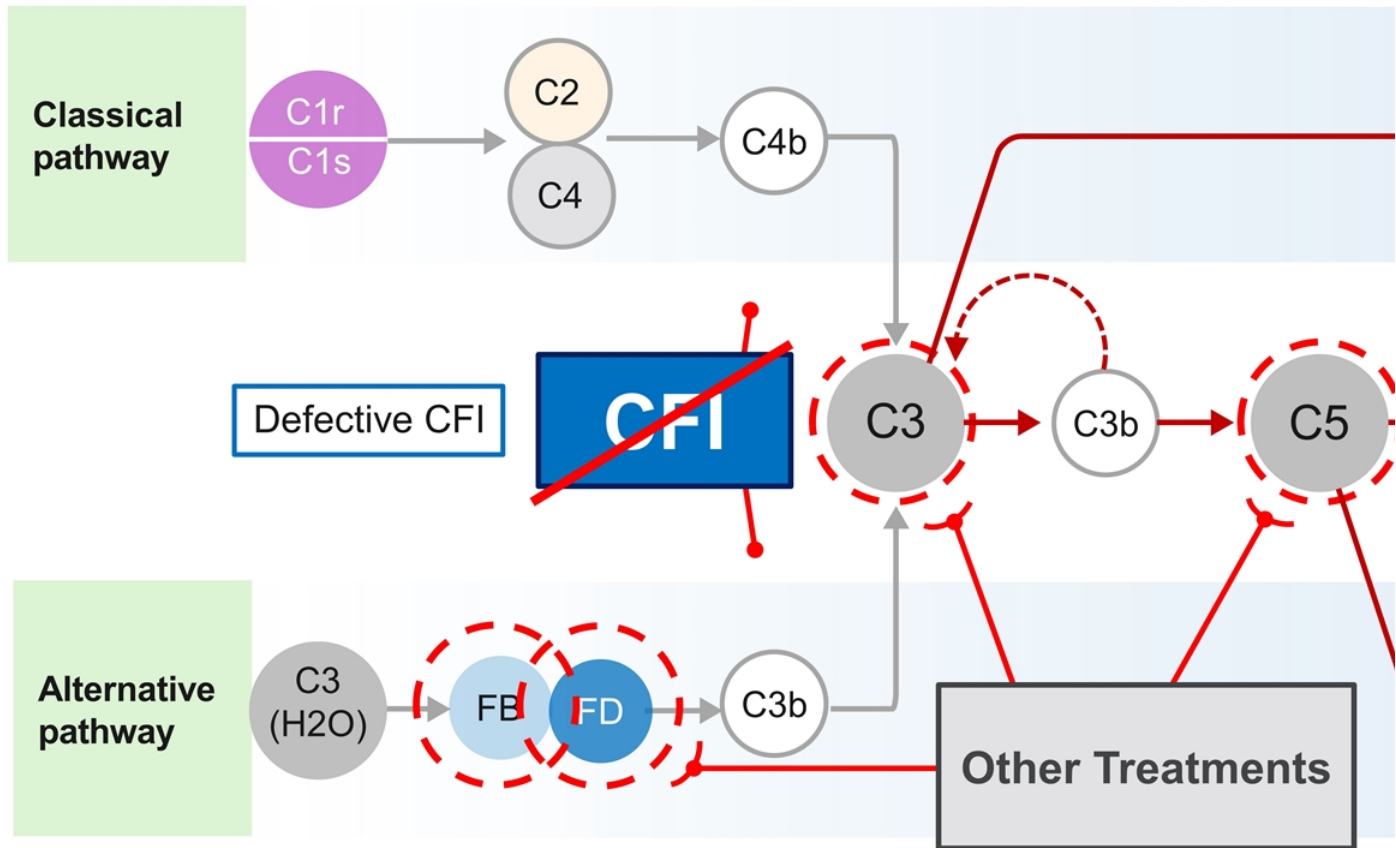 Classical
pathway
C1r
C1s
C2
C4
C4b
Defective CFI
CFI
C3
C3b
C5
Alternative
pathway
C3
(H2O)
FB
FD
C3b
Other Treatments